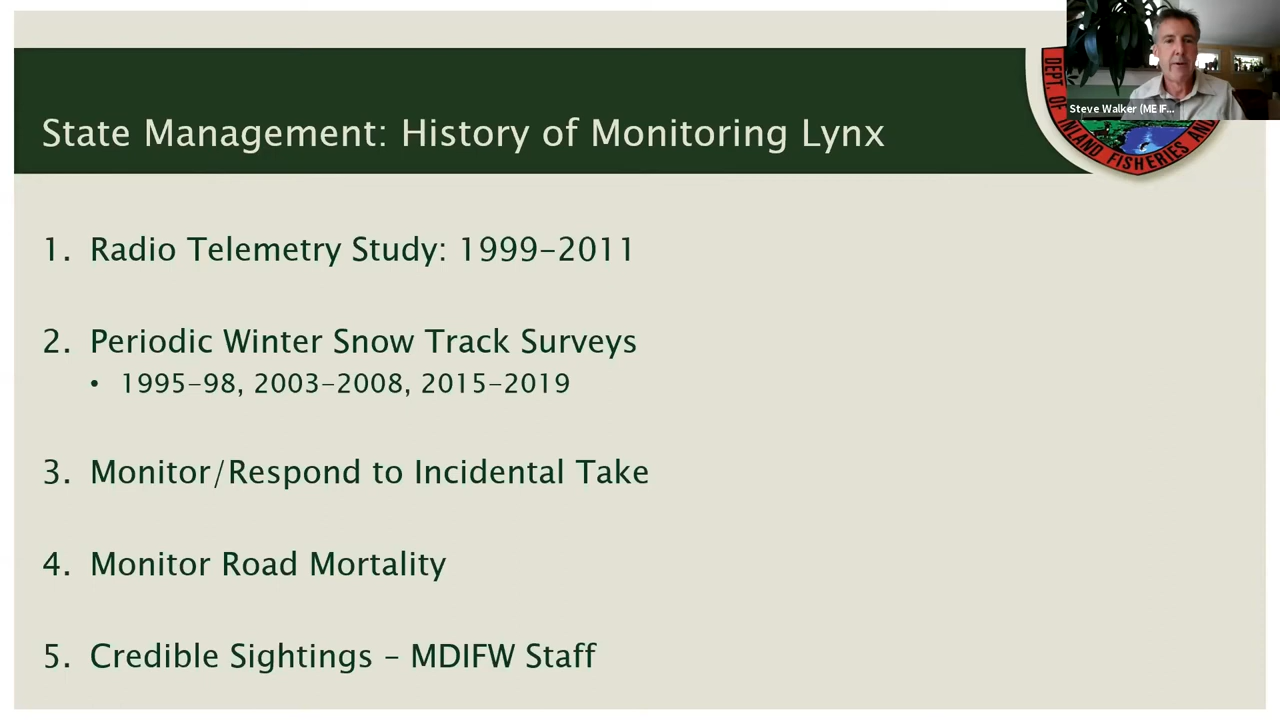 State Management: History of Monitoring Lynx
DEPT. OF INLAND FISHERIES AND
Steve Walker (ME IF...
1. Radio Telemetry Study: 1999-2011
2. Periodic Winter Snow Track Surveys
• 1995-98, 2003-2008, 2015-2019
3. Monitor/Respond to Incidental Take
4. Monitor Road Mortality
5. Credible Sightings – MDIFW Staff